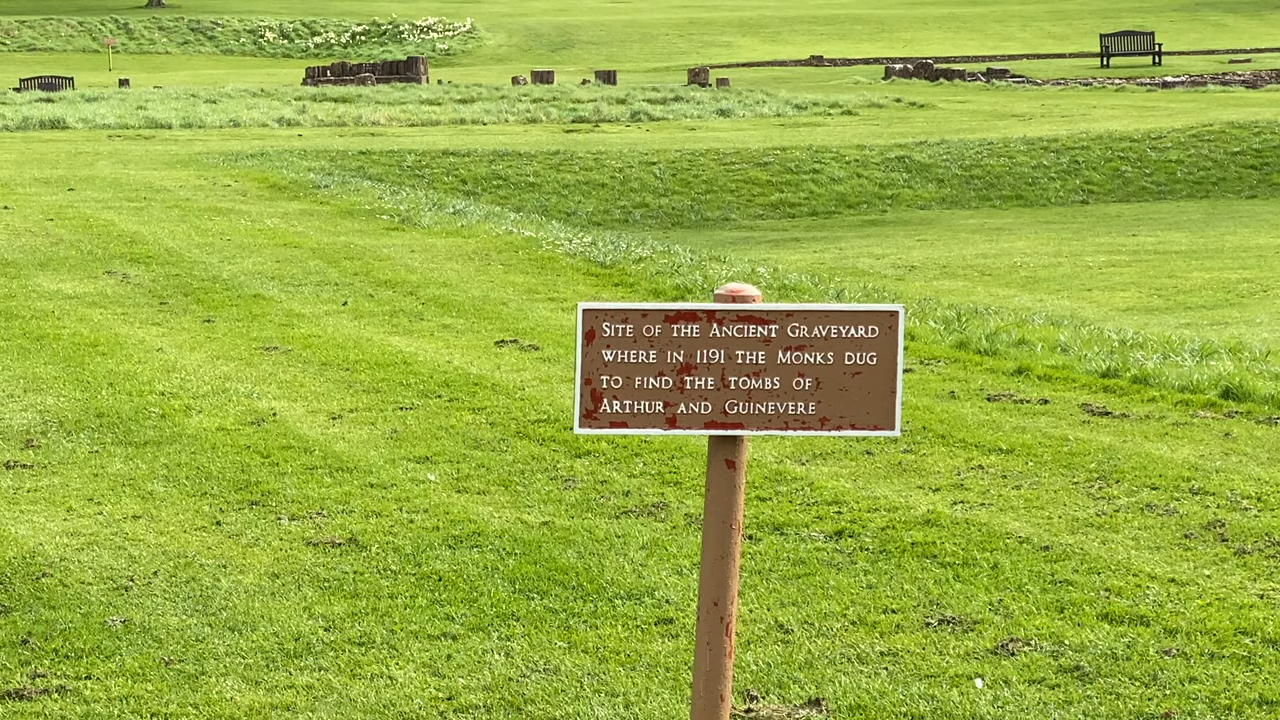 Site of the Ancient Graveyard
where in 1191 the Monks dug
to find the tombs of
Arthur and Guinevere